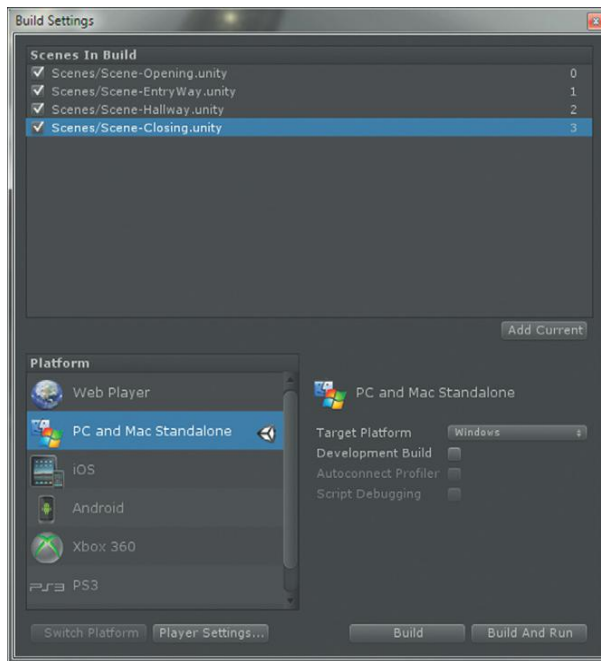 Build Settings
Scenes In Build
Scenes/Scene-Opening.unity 0
Scenes/Scene-EntryWay.unity 1
Scenes/Scene-Hallway.unity 2
Scenes/Scene-Closing.unity 3
Add Current
Platform
Web Player
PC and Mac Standalone
iOS
Android
Xbox 360
PS3 PS3
Switch Platform Player Settings...
PC and Mac Standalone
Target Platform Windows
Development Build
Autoconnect Profiler
Script Debugging
Build Build And Run